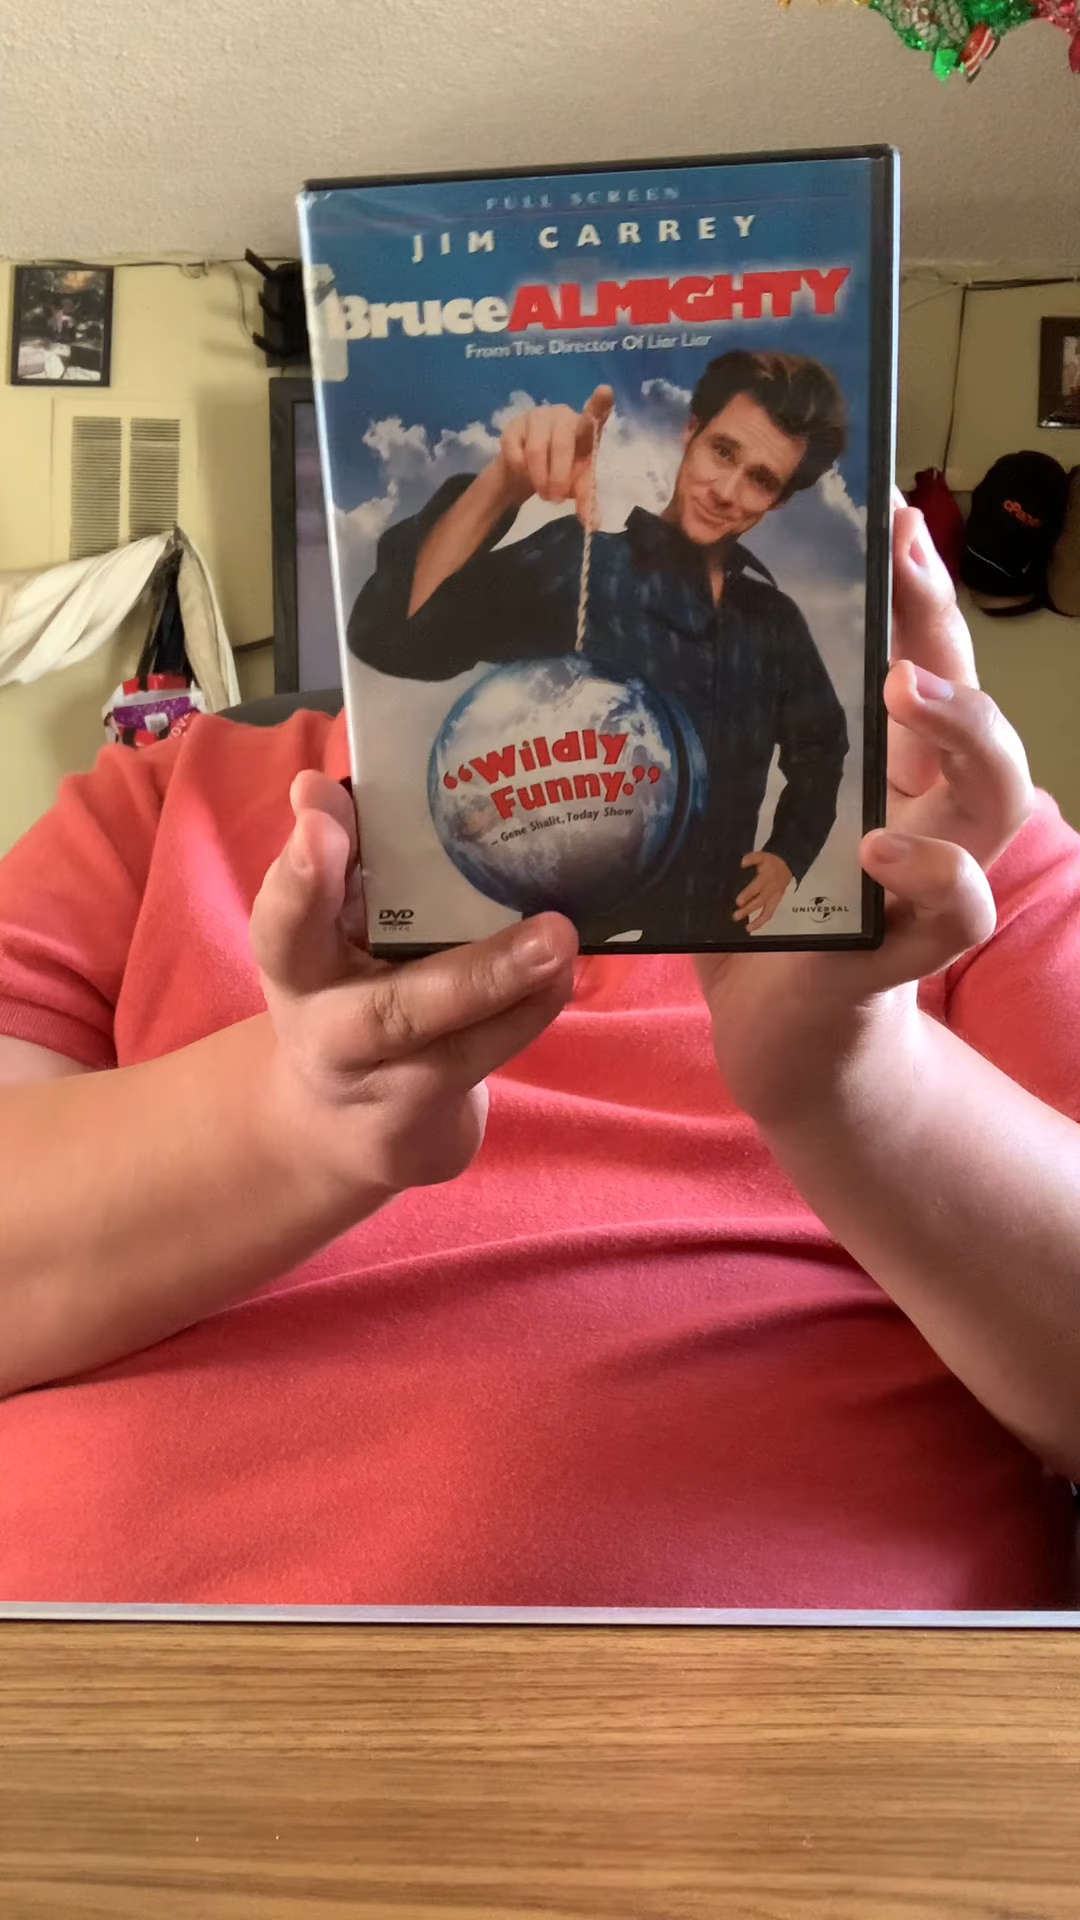 FULL SCREEN
JIM CARREY
Bruce ALMIGHTY
From The Director Of Liar Liar
“Wildly
Funny.”
– Gene Shalit, Today Show
DVD
VIDEO
UNIVERSAL